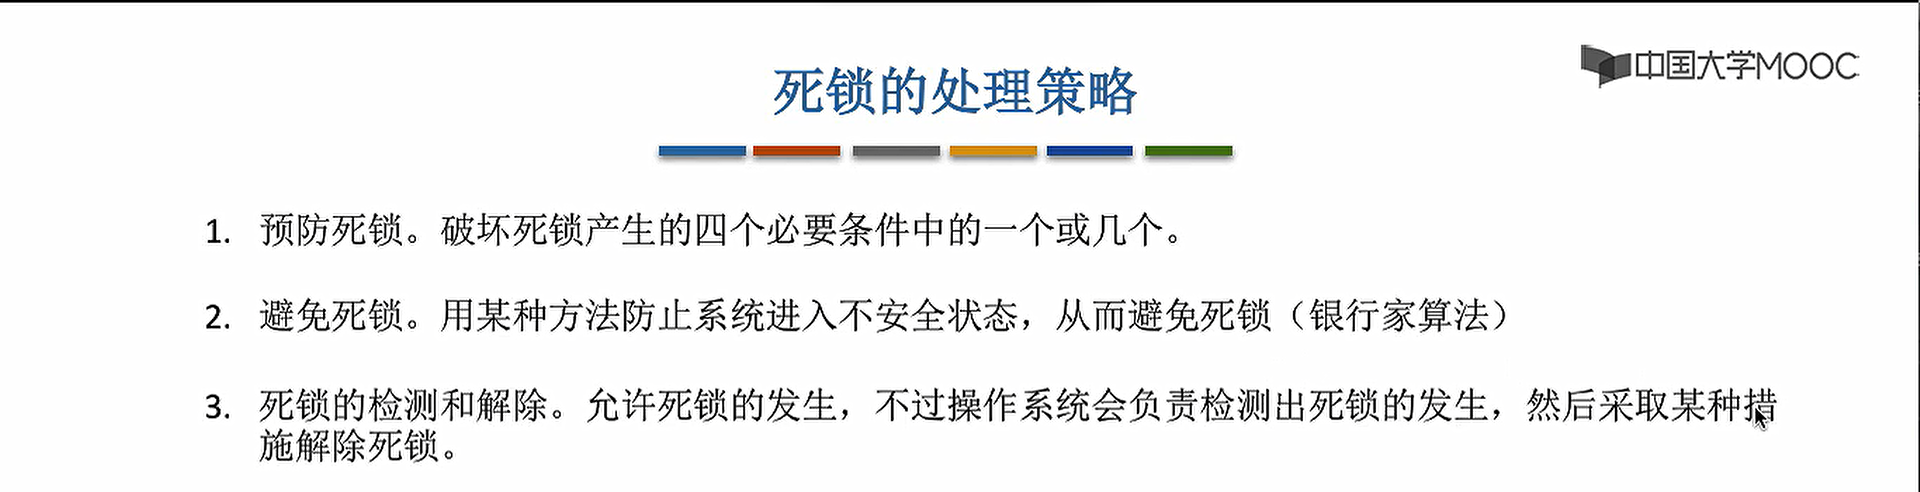 中国大学MOOC
死锁的处理策略
1. 预防死锁。破坏死锁产生的四个必要条件中的一个或几个。
2. 避免死锁。用某种方法防止系统进入不安全状态，从而避免死锁（银行家算法）
3. 死锁的检测和解除。允许死锁的发生，不过操作系统会负责检测出死锁的发生，然后采取某种措
施解除死锁。